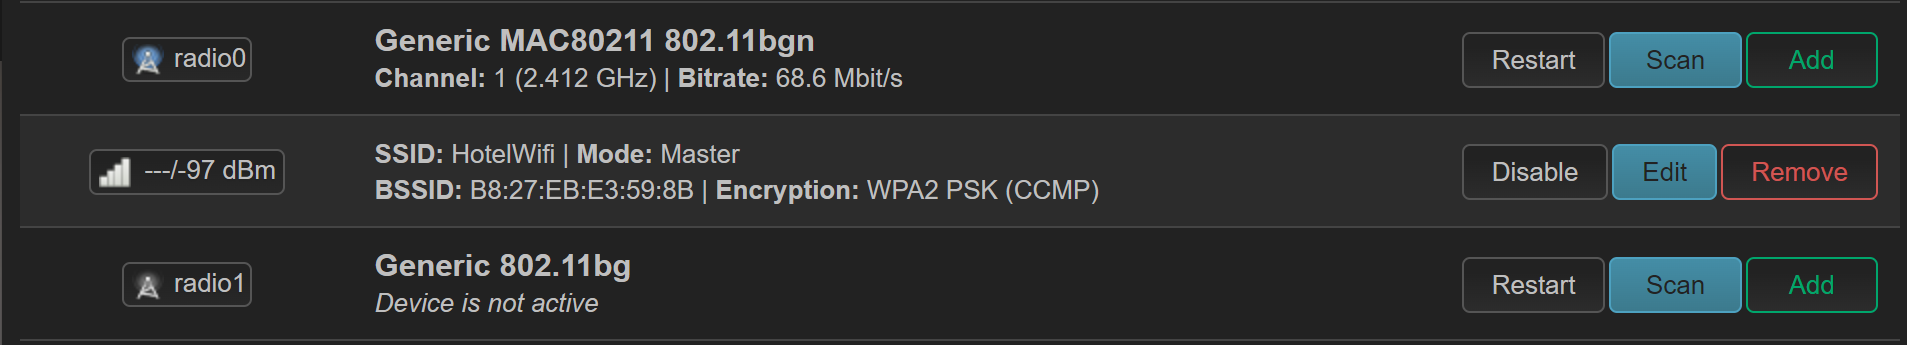 radio0
Generic MAC80211 802.11bgn
Channel: 1 (2.412 GHz) | Bitrate: 68.6 Mbit/s
Restart Scan Add
---/-97 dBm
SSID: HotelWifi | Mode: Master
BSSID: B8:27:EB:E3:59:8B | Encryption: WPA2 PSK (CCMP)
Disable Edit Remove
radio1
Generic 802.11bg
Device is not active
Restart Scan Add